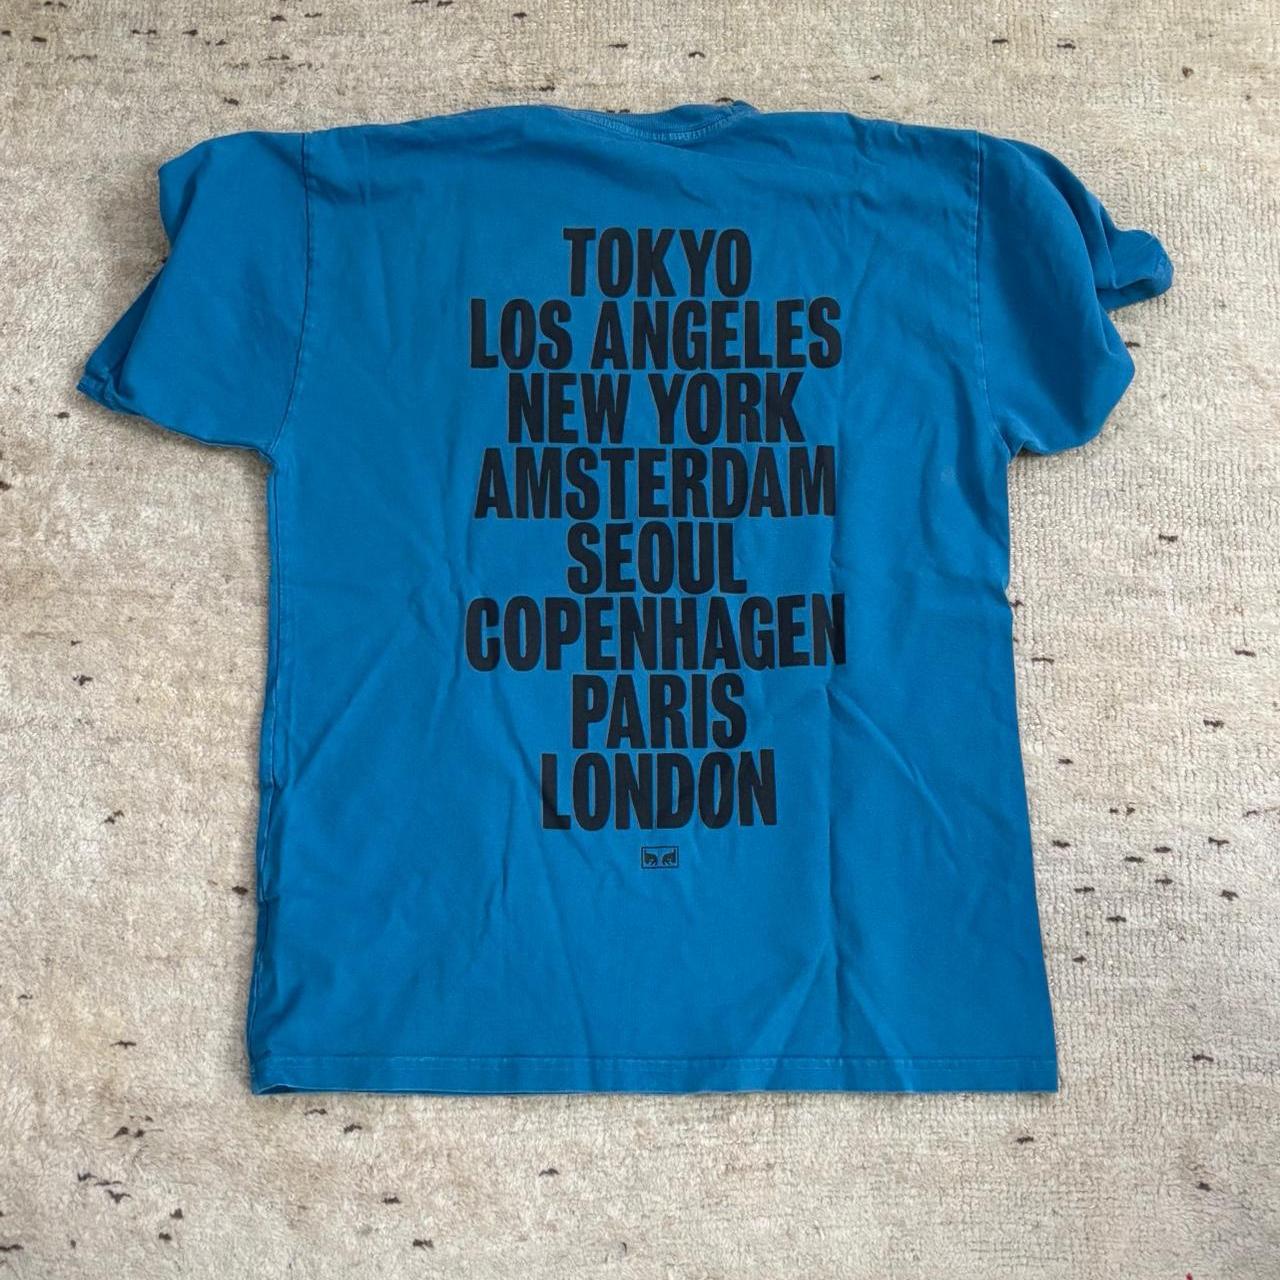 TOKYO
LOS ANGELES
NEW YORK
AMSTERDAM
SEOUL
COPENHAGEN
PARIS
LONDON